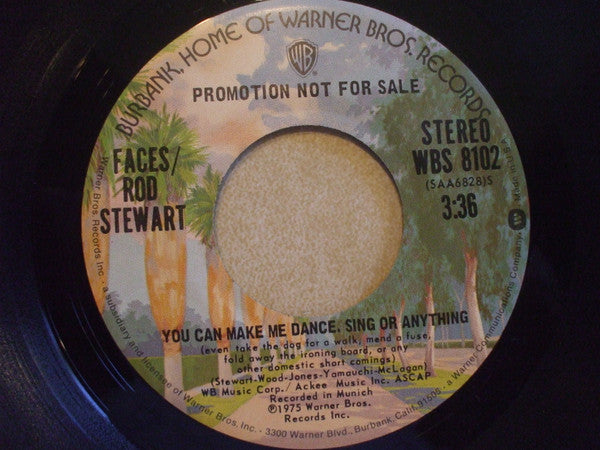 BURBANK, HOME OF WARNER BROS. RECORDS
WB
PROMOTION NOT FOR SALE
FACES/
ROD
STEWART
STEREO
WBS 8102
(SAA6828)S
3:36
YOU CAN MAKE ME DANCE, SING OR ANYTHING
(even take the dog for a walk, mend a fuse,
fold away the ironing board, or any
other domestic short comings)
(Stewart-Wood-Jones-Yamauchi-McLagan)
WB Music Corp./ Ackee Music Inc. ASCAP
Recorded in Munich
℗1975 Warner Bros.
Records Inc.
Warner Bros. Records Inc. · a subsidiary and licensee of Warner Bros. Inc. · 3300 Warner Blvd., Burbank, Calif. 91505 · a Warner Communications Company